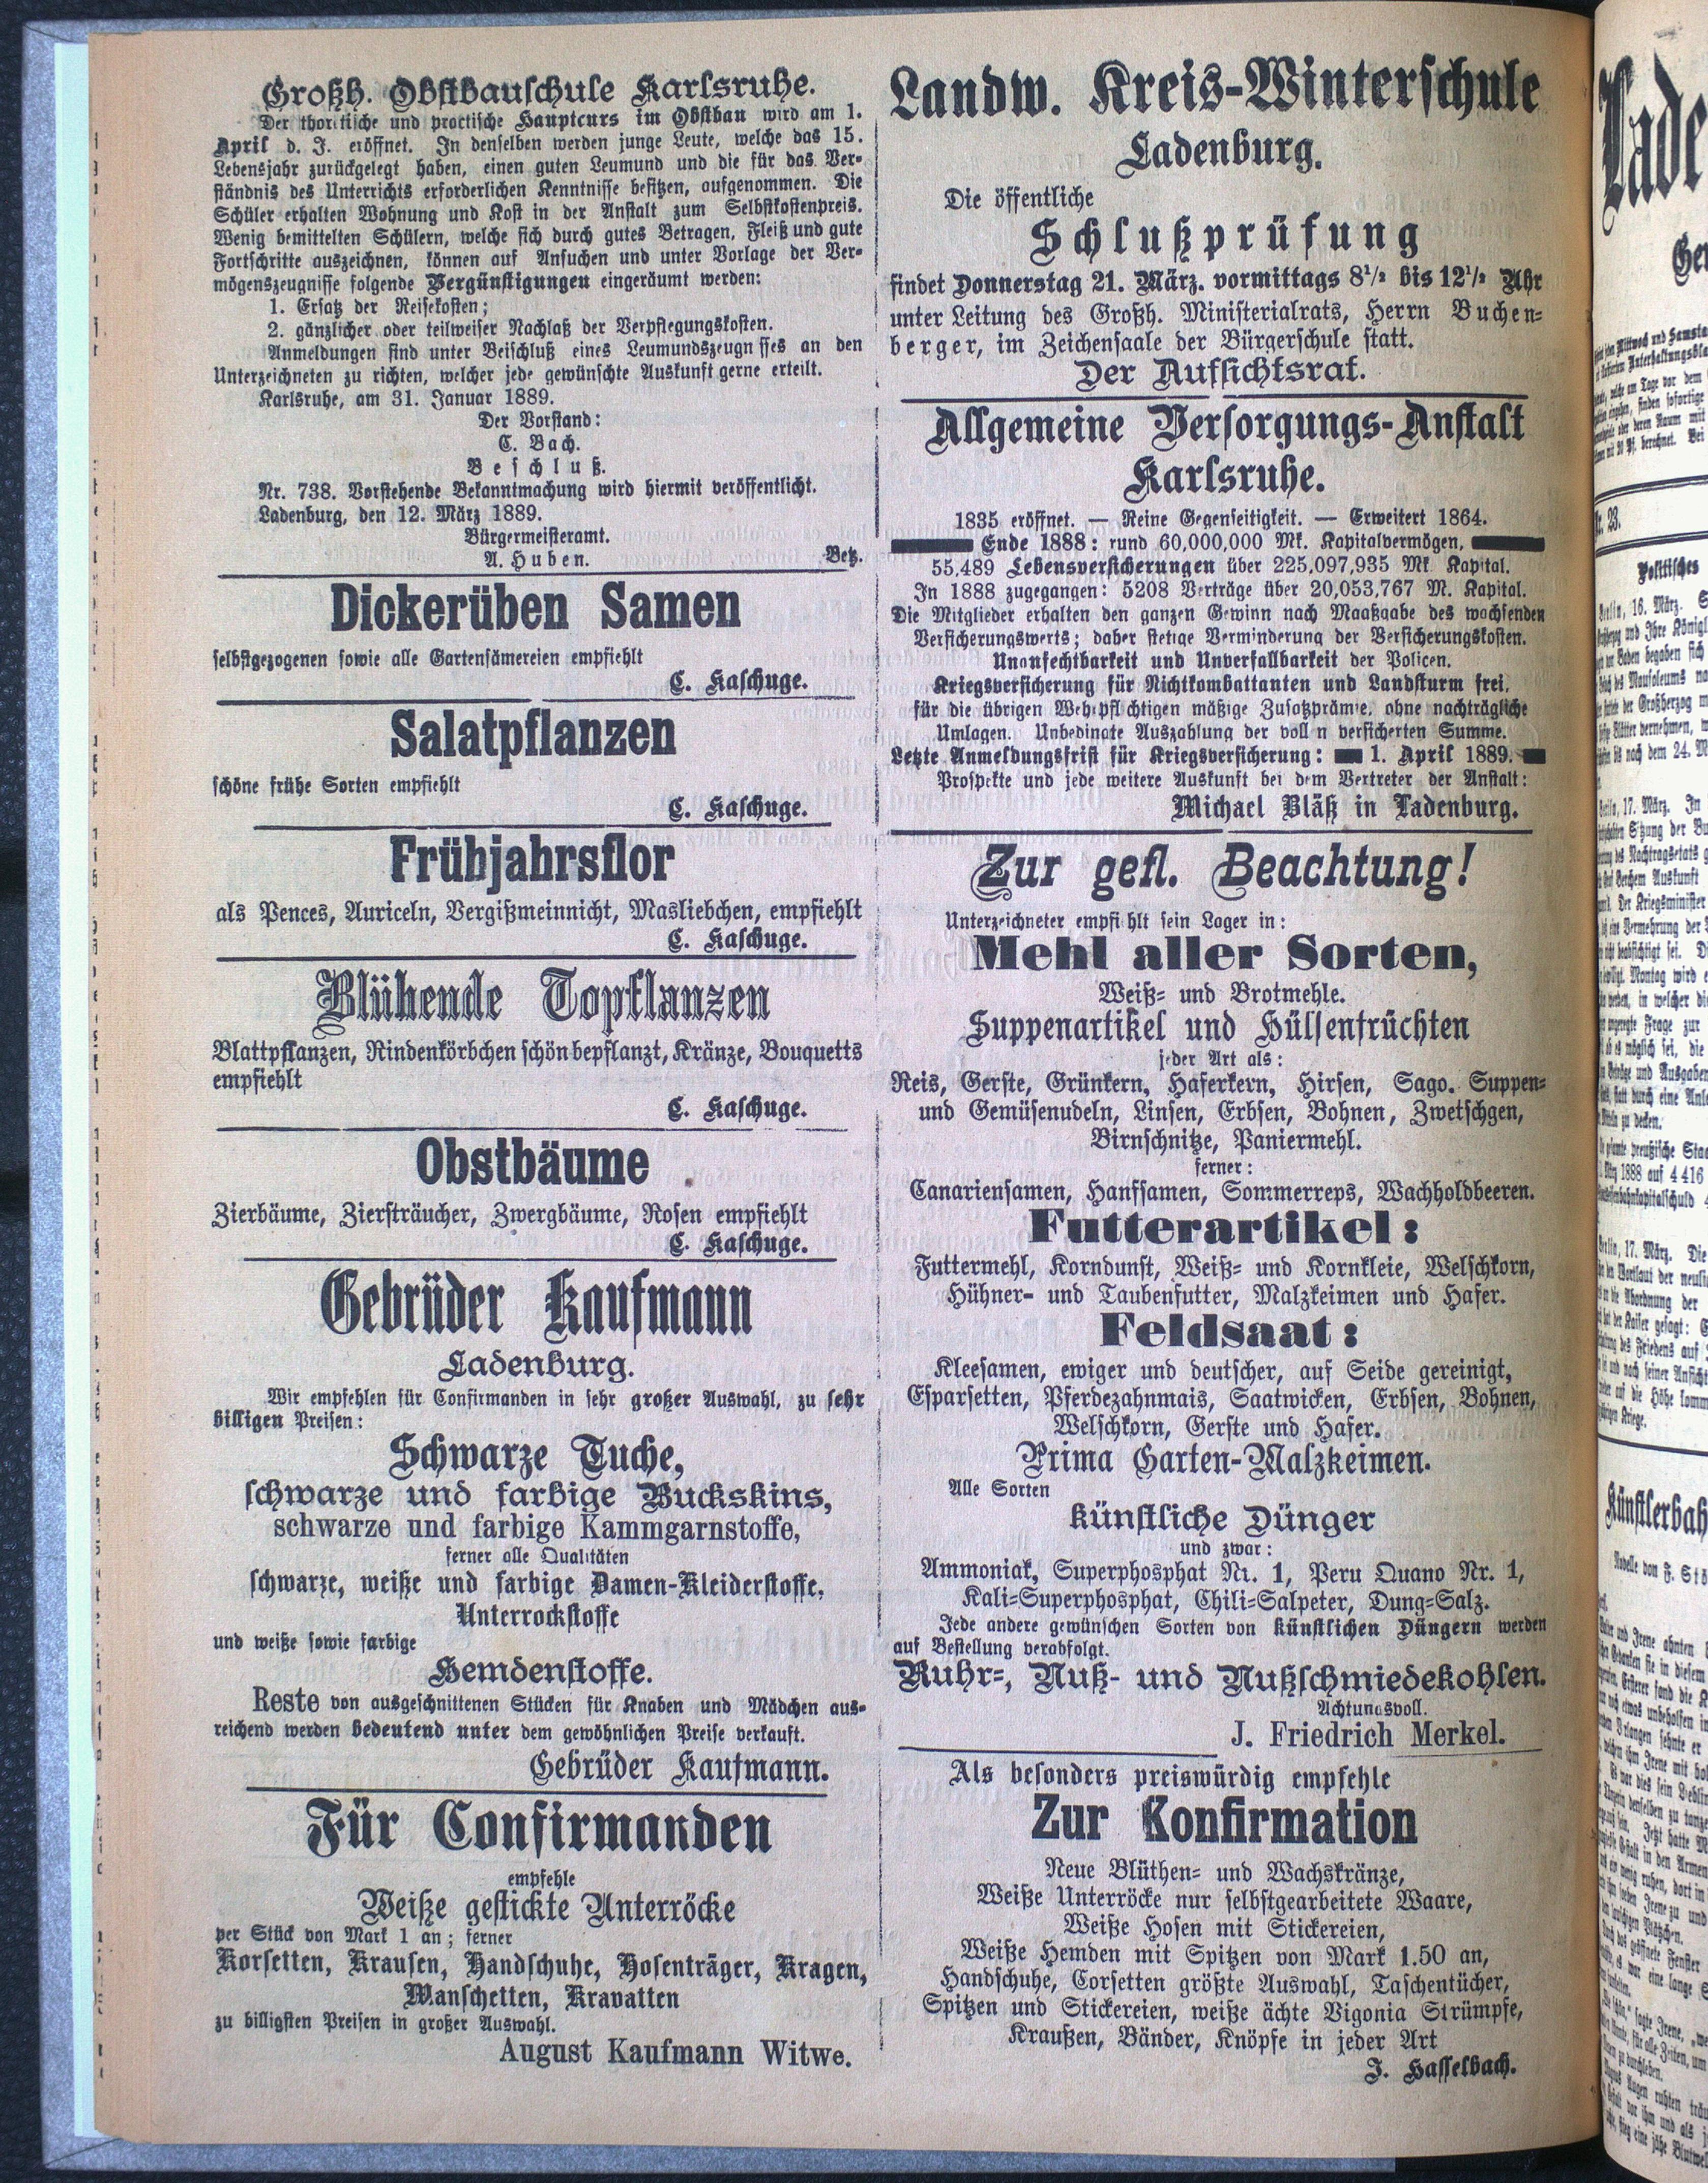 Großh. Obstbauschule Karlsruhe.
Der thoretische und practische Hauptcurs im Obstbau wird am 1.
April d. J. eröffnet. In denselben werden junge Leute, welche das 15.
Lebensjahr zurückgelegt haben, einen guten Leumund und die für das Ver-
ständnis des Unterrichts erforderlichen Kenntnisse besitzen, aufgenommen. Die
Schüler erhalten Wohnung und Kost in der Anstalt zum Selbstkostenpreis.
Wenig bemittelten Schülern, welche sich durch gutes Betragen, Fleiß und gute
Fortschritte auszeichnen, können auf Ansuchen und unter Vorlage der Ver-
mögenszeugnisse folgende Vergünstigungen eingeräumt werden:
1. Ersatz der Reisekosten;
2. gänzlicher oder teilweiser Nachlaß der Verpflegungskosten.
Anmeldungen sind unter Beischluß eines Leumundszeugnisses an den
Unterzeichneten zu richten, welcher jede gewünschte Auskunft gerne erteilt.
Karlsruhe, am 31. Januar 1889.
Der Vorstand:
C. Bach.
Beschluß.
Nr. 738. Vorstehende Bekanntmachung wird hiermit veröffentlicht.
Ladenburg, den 12. März 1889.
Bürgermeisteramt.
A. Huben. Betz.
Dickerüben Samen
selbstgezogenen sowie alle Gartensämereien empfiehlt
C. Kaschuge.
Salatpflanzen
schöne frühe Sorten empfiehlt
C. Kaschuge.
Frühjahrsflor
als Pences, Auriceln, Vergißmeinnicht, Masliebchen, empfiehlt
C. Kaschuge.
Blühende Topflanzen
Blattpflanzen, Rindenkörbchen schön bepflanzt, Kränze, Bouquetts
empfiehlt
C. Kaschuge.
Obstbäume
Zierbäume, Ziersträucher, Zwergbäume, Rosen empfiehlt
C. Kaschuge.
Gebrüder Kaufmann
Ladenburg.
Wir empfehlen für Confirmanden in sehr großer Auswahl, zu sehr
billigen Preisen:
Schwarze Tuche,
schwarze und farbige Buckskins,
schwarze und farbige Kammgarnstoffe,
ferner alle Qualitäten
schwarze, weiße und farbige Damen-Kleiderstoffe,
Unterrockstoffe
und weiße sowie farbige
Hemdenstoffe.
Reste von ausgeschnittenen Stücken für Knaben und Mädchen aus-
reichend werden bedeutend unter dem gewöhnlichen Preise verkauft.
Gebrüder Kaufmann.
Für Confirmanden
empfehle
Weiße gestickte Unterröcke
per Stück von Mark 1 an; ferner
Korsetten, Krausen, Handschuhe, Hosenträger, Kragen,
Manschetten, Kravatten
zu billigsten Preisen in großer Auswahl.
August Kaufmann Witwe.
Landw. Kreis-Winterschule
Ladenburg.
Die öffentliche
Schlußprüfung
findet Donnerstag 21. März. vormittags 8½ bis 12½ Uhr
unter Leitung des Großh. Ministerialrats, Herrn Buchen-
berger, im Zeichensaale der Bürgerschule statt.
Der Aufsichtsrat.
Allgemeine Versorgungs-Anstalt
Karlsruhe.
1835 eröffnet. — Reine Gegenseitigkeit. — Erweitert 1864.
Ende 1888: rund 60,000,000 Mk. Kapitalvermögen,
55,489 Lebensversicherungen über 225,097,935 Mk. Kapital.
In 1888 zugegangen: 5208 Verträge über 20,053,767 M. Kapital.
Die Mitglieder erhalten den ganzen Gewinn nach Maaßgabe des wachsenden
Versicherungswerts; daher stetige Verminderung der Versicherungskosten.
Unanfechtbarkeit und Unverfallbarkeit der Policen.
Kriegsversicherung für Nichtkombattanten und Landsturm frei,
für die übrigen Wehrpflichtigen mäßige Zusatzprämie, ohne nachträgliche
Umlagen. Unbedingte Auszahlung der vollen versicherten Summe.
Letzte Anmeldungsfrist für Kriegsversicherung: 1. April 1889.
Prospekte und jede weitere Auskunft bei dem Vertreter der Anstalt:
Michael Bläß in Ladenburg.
Zur gefl. Beachtung!
Unterzeichneter empfiehlt sein Lager in:
Mehl aller Sorten,
Weiß- und Brotmehle.
Suppenartikel und Hülsenfrüchten
jeder Art als:
Reis, Gerste, Grünkern, Haferkern, Hirsen, Sago, Suppen-
und Gemüsenudeln, Linsen, Erbsen, Bohnen, Zwetschgen,
Birnschnitze, Paniermehl.
ferner:
Canariensamen, Hanfsamen, Sommerreps, Wachholdbeeren.
Futterartikel:
Futtermehl, Korndunst, Weiß- und Kornkleie, Welschkorn,
Hühner- und Taubenfutter, Malzkeimen und Hafer.
Feldsaat:
Kleesamen, ewiger und deutscher, auf Seide gereinigt,
Esparsetten, Pferdezahnmais, Saatwicken, Erbsen, Bohnen,
Welschkorn, Gerste und Hafer.
Prima Garten-Malzkeimen.
Alle Sorten
künstliche Dünger
und zwar:
Ammoniak, Superphosphat Nr. 1, Peru Quano Nr. 1,
Kali-Superphosphat, Chili-Salpeter, Dung-Salz.
Jede andere gewünschen Sorten von künstlichen Düngern werden
auf Bestellung verabfolgt.
Ruhr-, Nuß- und Nußschmiedekohlen.
Achtungsvoll.
J. Friedrich Merkel.
Als besonders preiswürdig empfehle
Zur Konfirmation
Neue Blüthen- und Wachskränze,
Weiße Unterröcke nur selbstgearbeitete Waare,
Weiße Hosen mit Stickereien,
Weiße Hemden mit Spitzen von Mark 1.50 an,
Handschuhe, Corsetten größte Auswahl, Taschentücher,
Spitzen und Stickereien, weiße ächte Vigonia Strümpfe,
Kraußen, Bänder, Knöpfe in jeder Art
J. Hasselbach.
Lade
Nr. 23.
Politisches
Berlin, 16. März.
Berlin, 17. März. In
Berlin, 17. März. Die
Künstlerbah
Novelle von F. Stö